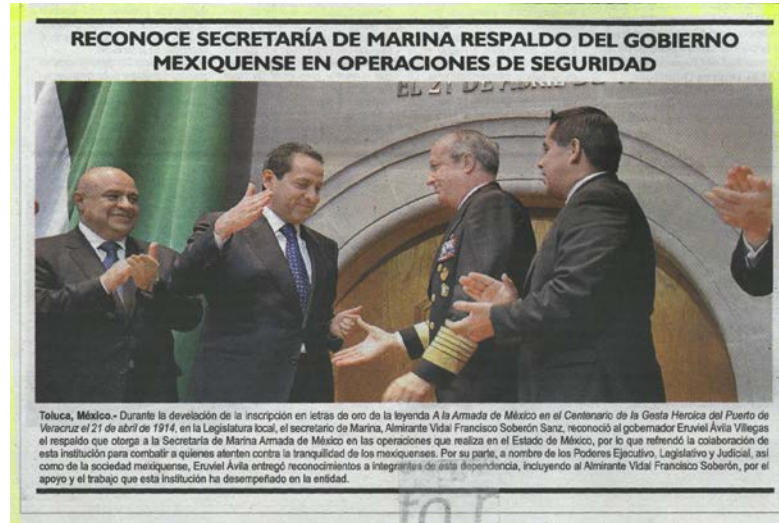 RECONOCE SECRETARÍA DE MARINA RESPALDO DEL GOBIERNO
MEXIQUENSE EN OPERACIONES DE SEGURIDAD
EL 21 DE ABRIL DE
Toluca, México.- Durante la develación de la inscripción en letras de oro de la leyenda A la Armada de México en el Centenario de la Gesta Heroica del Puerto de
Veracruz el 21 de abril de 1914, en la Legislatura local, el secretario de Marina, Almirante Vidal Francisco Soberón Sanz, reconoció al gobernador Eruviel Ávila Villegas
el respaldo que otorga a la Secretaría de Marina Armada de México en las operaciones que realiza en el Estado de México, por lo que refrendó la colaboración de
esta institución para combatir a quienes atenten contra la tranquilidad de los mexiquenses. Por su parte, a nombre de los Poderes Ejecutivo, Legislativo y Judicial, así
como de la sociedad mexiquense, Eruviel Ávila entregó reconocimientos a integrantes de esta dependencia, incluyendo al Almirante Vidal Francisco Soberón, por el
apoyo y el trabajo que esta institución ha desempeñado en la entidad.